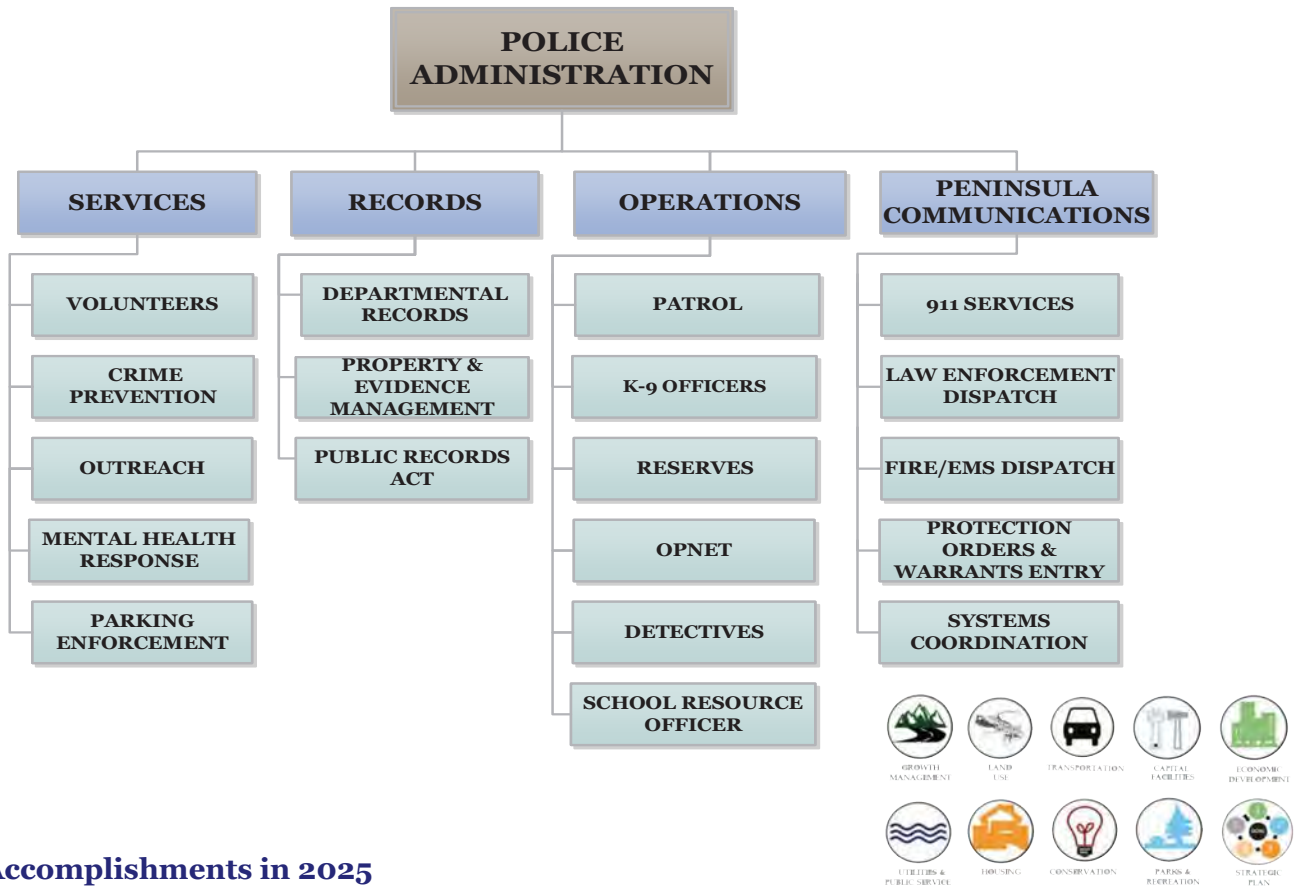 POLICE
ADMINISTRATION
SERVICES
RECORDS
OPERATIONS
PENINSULA
COMMUNICATIONS
VOLUNTEERS
CRIME
PREVENTION
OUTREACH
MENTAL HEALTH
RESPONSE
PARKING
ENFORCEMENT
DEPARTMENTAL
RECORDS
PROPERTY &
EVIDENCE
MANAGEMENT
PUBLIC RECORDS
ACT
PATROL
K-9 OFFICERS
RESERVES
OPNET
DETECTIVES
SCHOOL RESOURCE
OFFICER
911 SERVICES
LAW ENFORCEMENT
DISPATCH
FIRE/EMS DISPATCH
PROTECTION
ORDERS &
WARRANTS ENTRY
SYSTEMS
COORDINATION
GROWTH
MANAGEMENT
LAND
USE
TRANSPORTATION
CAPITAL
FACILITIES
ECONOMIC
DEVELOPMENT
UTILITIES &
PUBLIC SERVICE
HOUSING
CONSERVATION
PARKS &
RECREATION
STRATEGIC
PLAN
Accomplishments in 2025